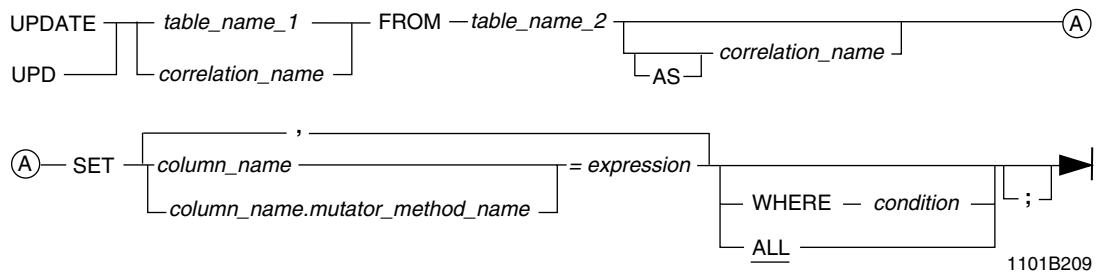 UPDATE table_name_1 FROM table_name_2 A
UPD correlation_name AS correlation_name
,
A SET column_name = expression
column_name.mutator_method_name WHERE condition ;
ALL
1101B209